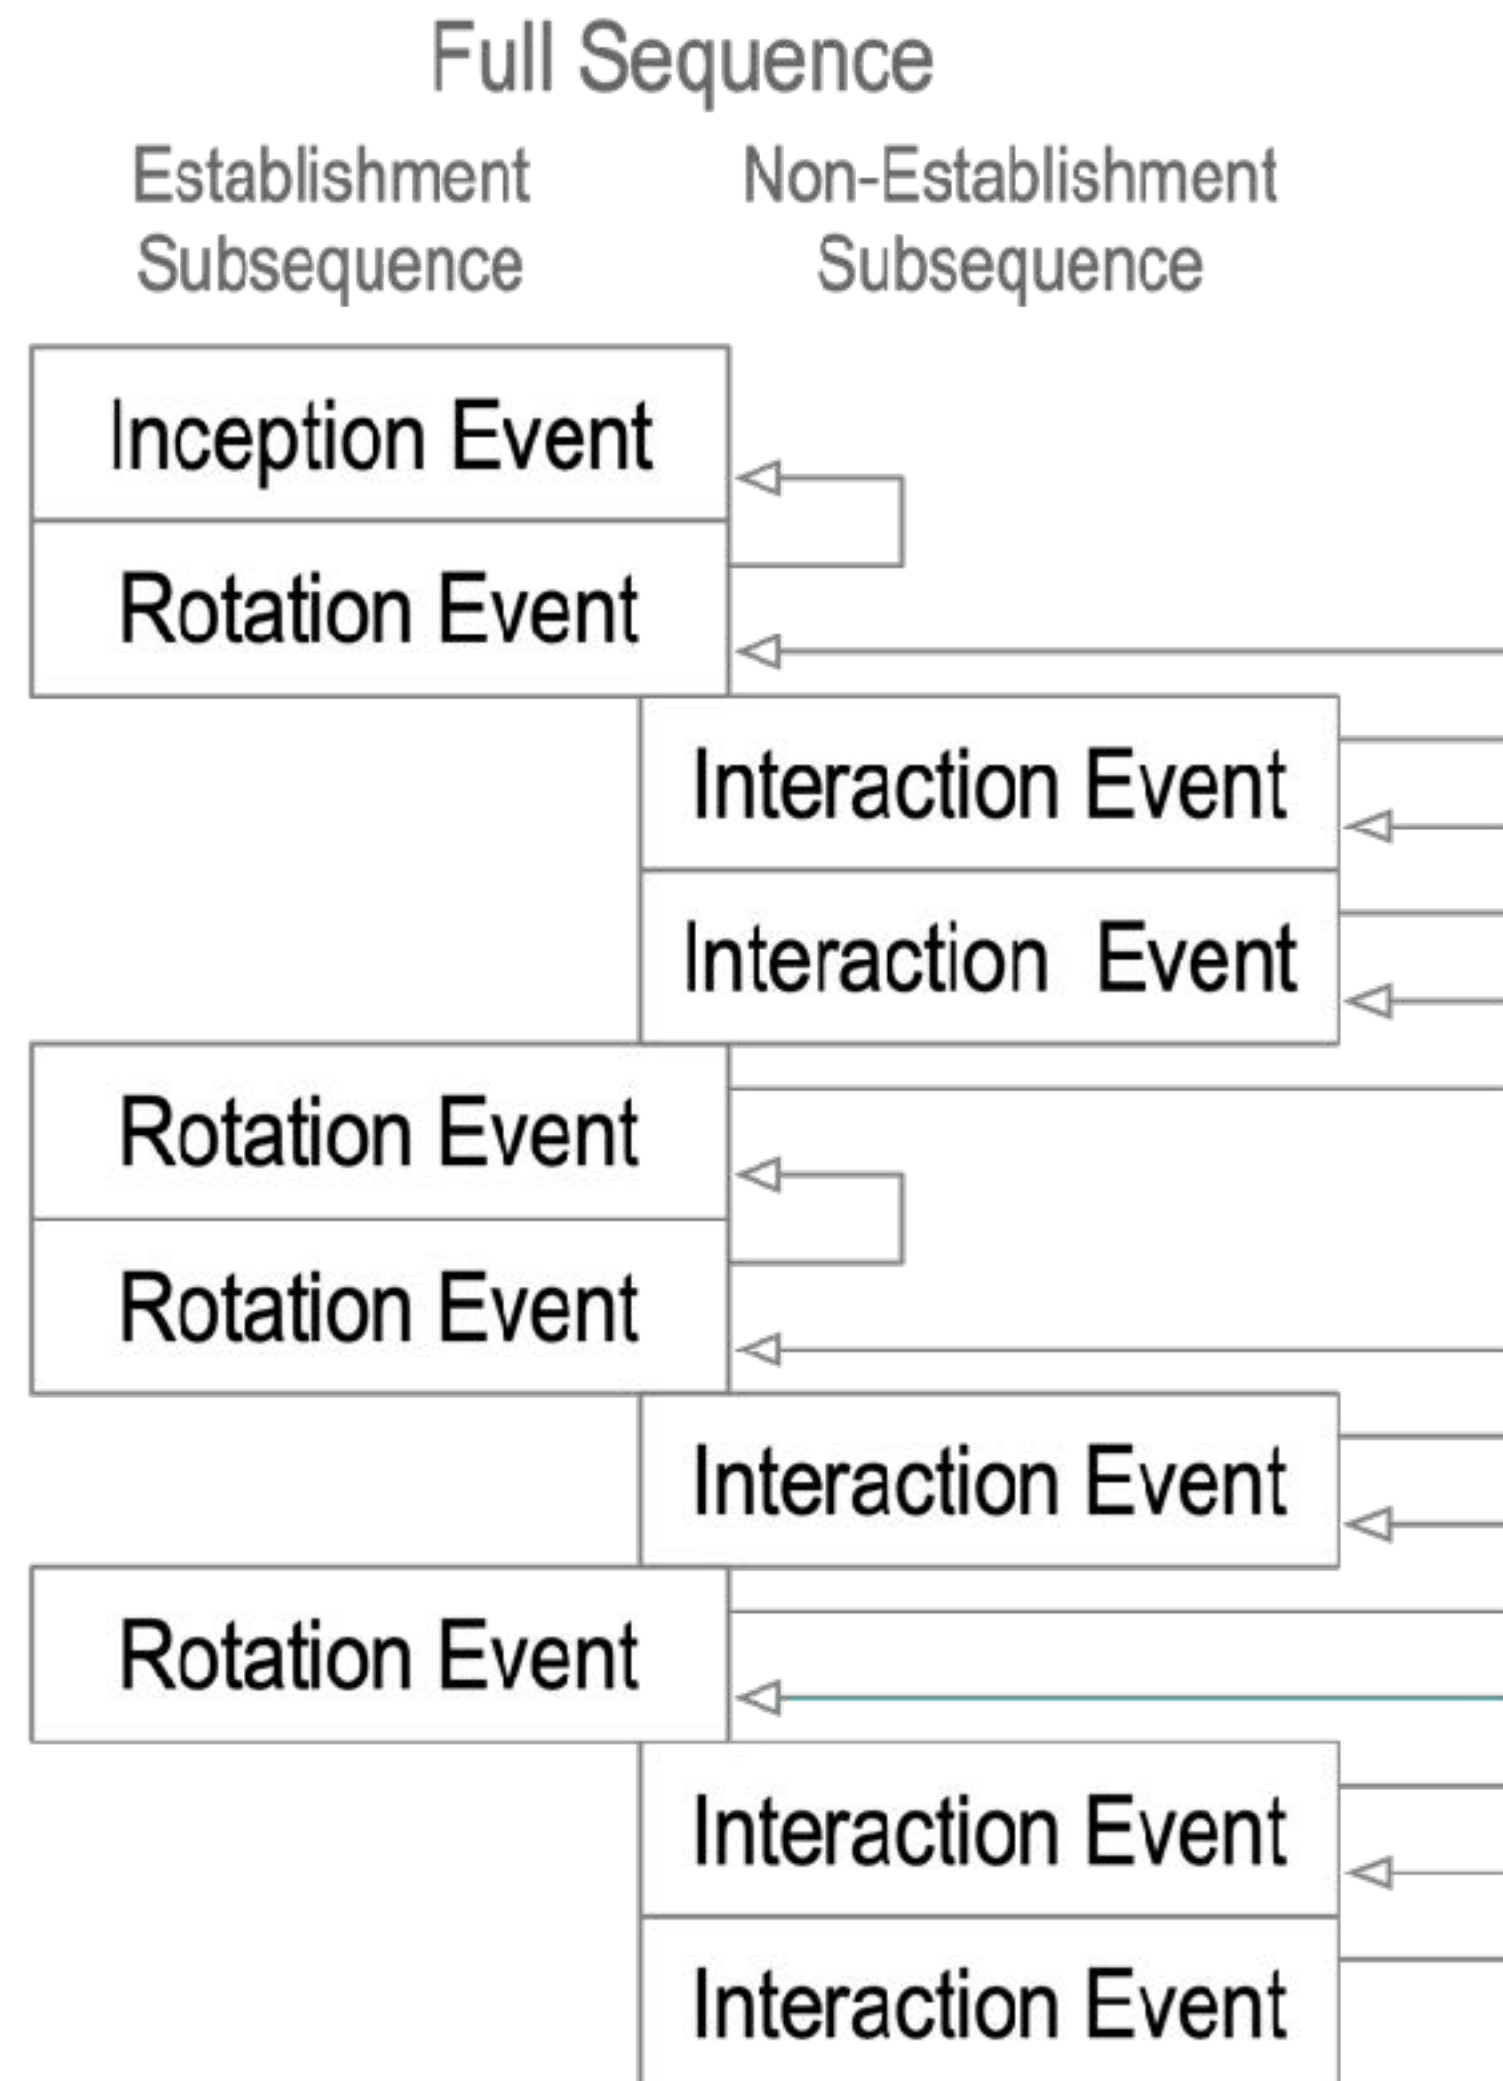 Full Sequence
Establishment
Subsequence
Non-Establishment
Subsequence
Inception Event
Rotation Event
Interaction Event
Interaction Event
Rotation Event
Rotation Event
Interaction Event
Rotation Event
Interaction Event
Interaction Event